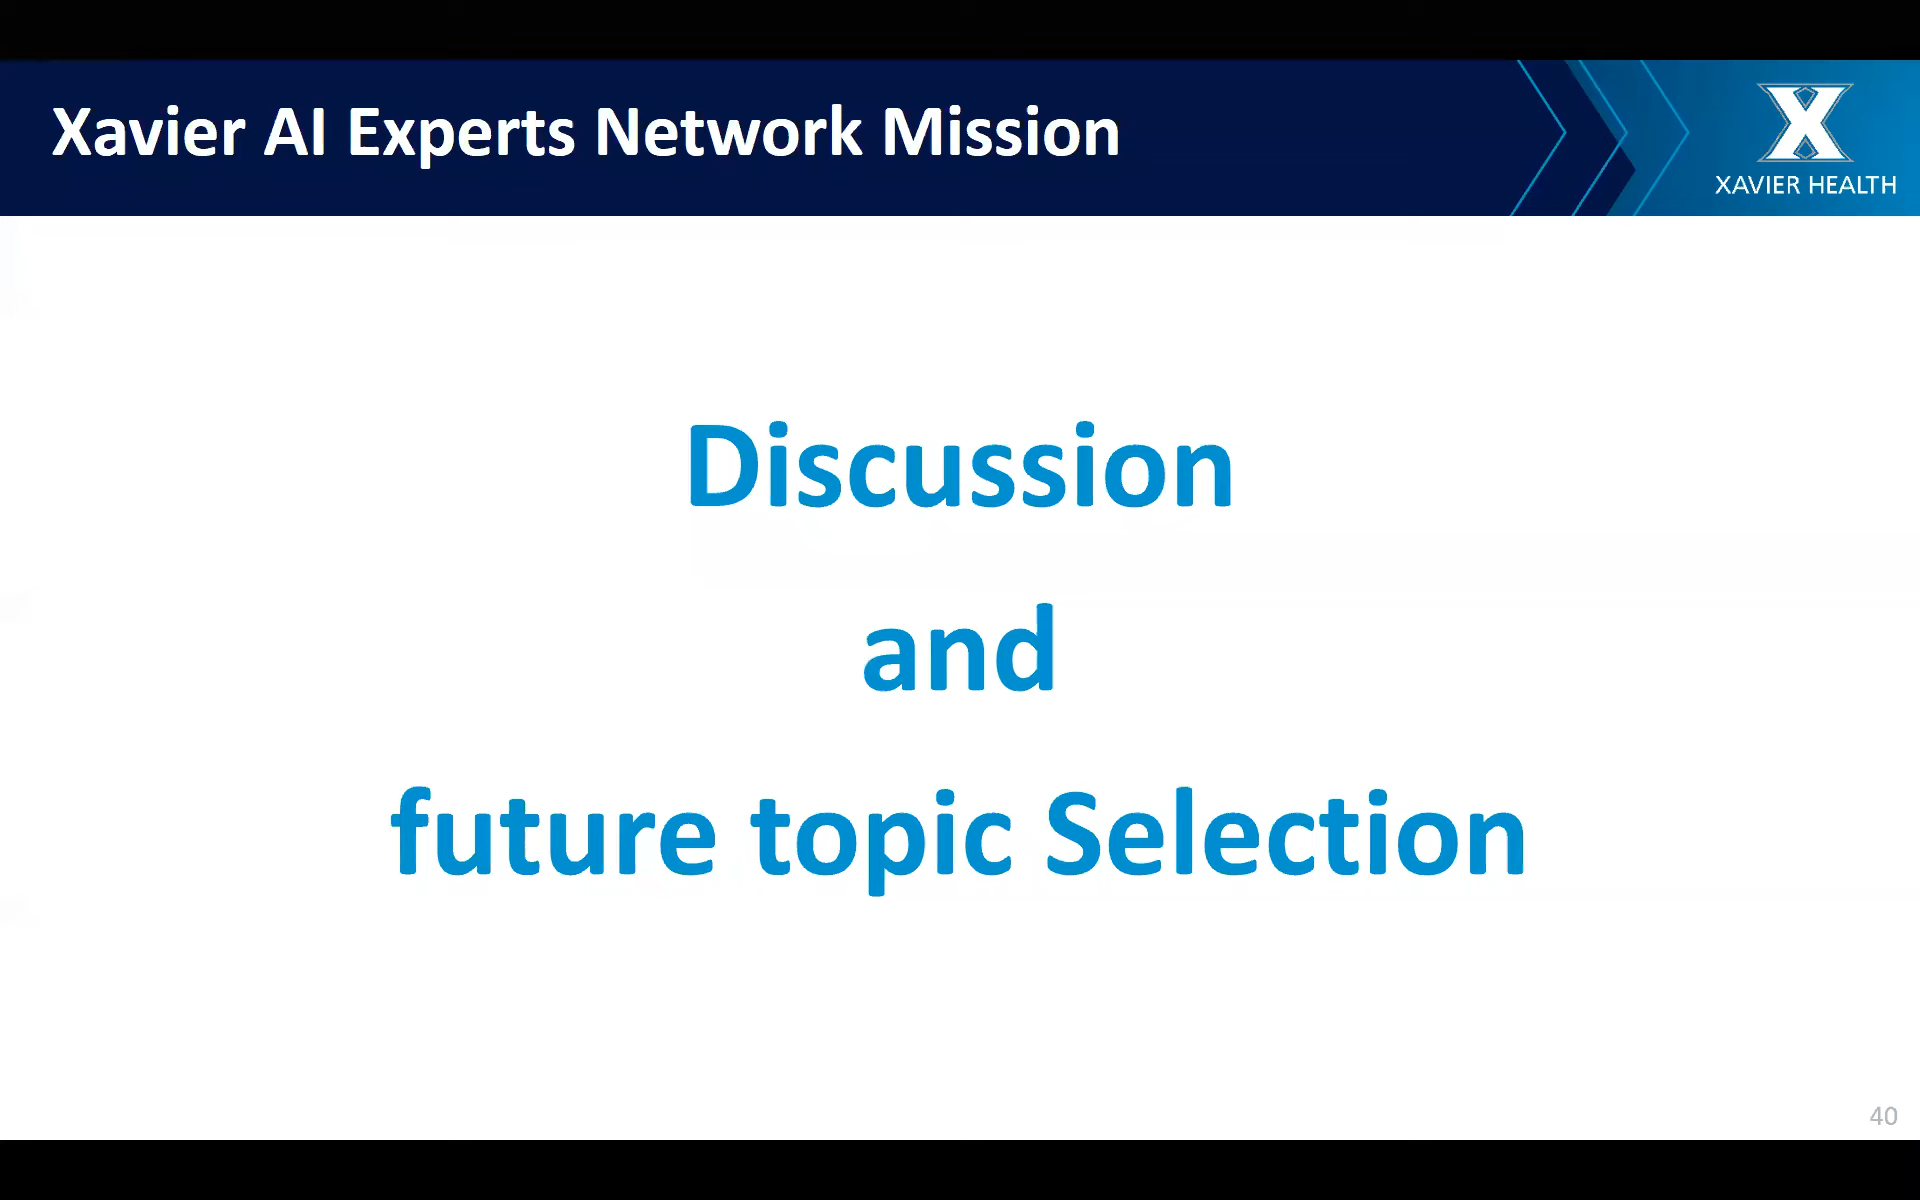 Xavier AI Experts Network Mission
X
XAVIER HEALTH
Discussion
and
future topic Selection
40